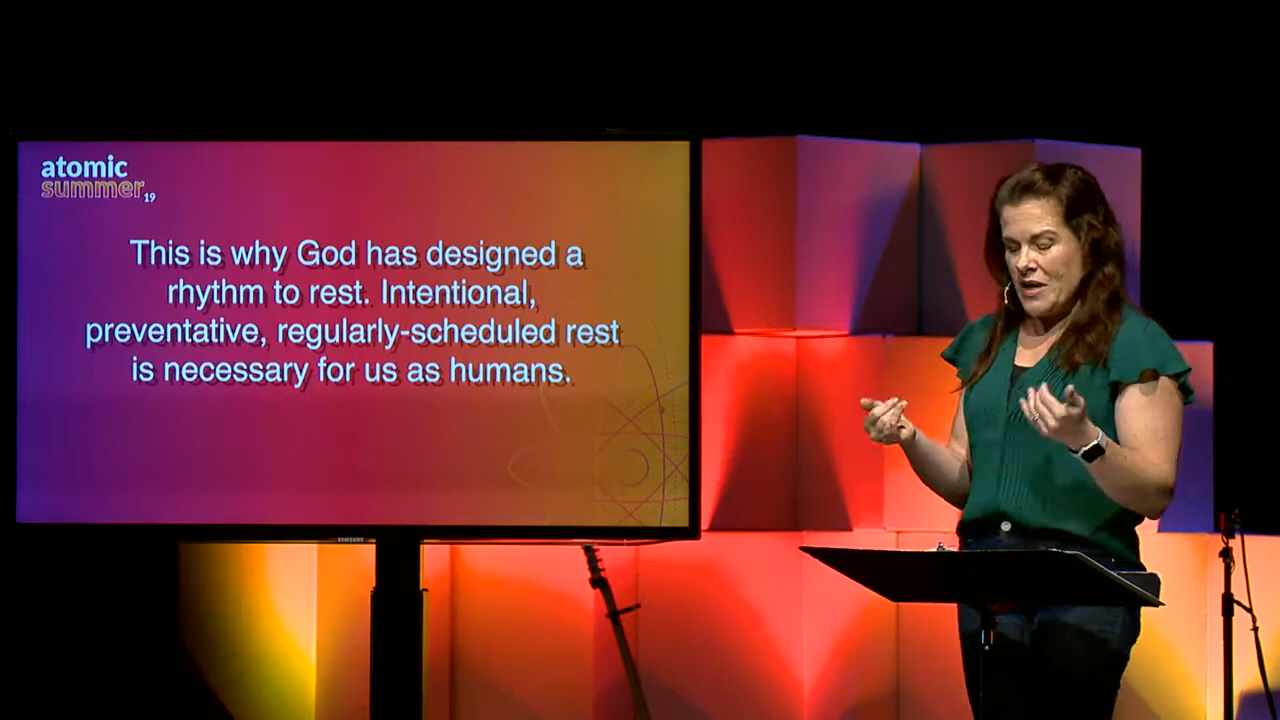 atomic
summer19
This is why God has designed a
rhythm to rest. Intentional,
preventative, regularly-scheduled rest
is necessary for us as humans.
SAMSUNG